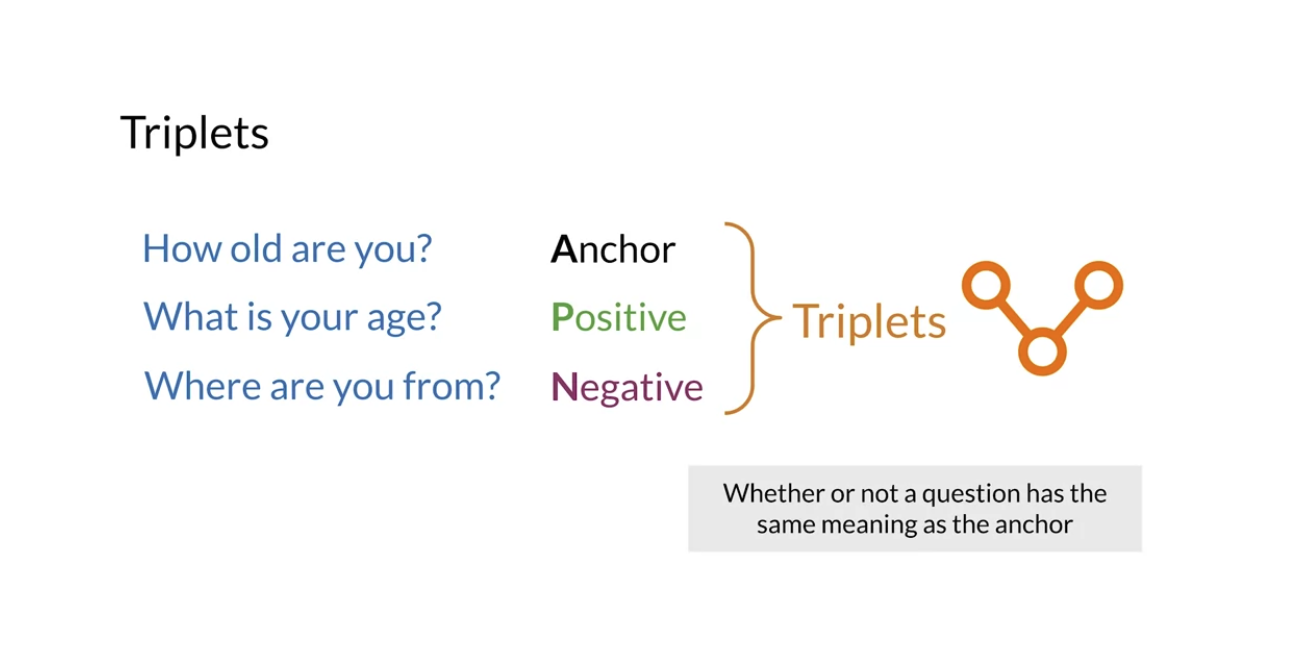 Triplets
How old are you? Anchor
What is your age? Positive
Where are you from? Negative
Triplets
Whether or not a question has the
same meaning as the anchor